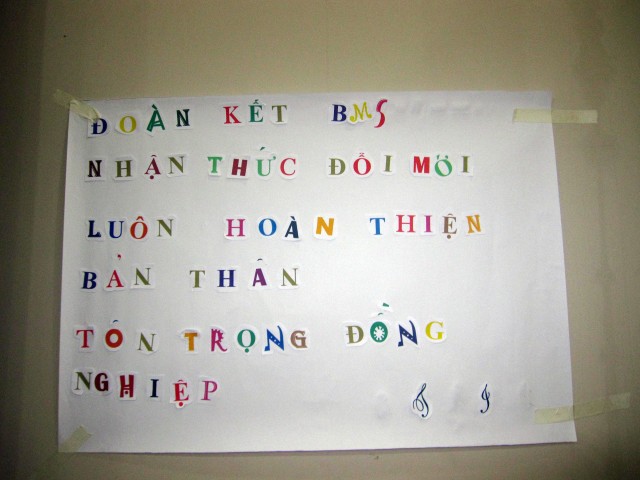 ĐOÀN KẾT BMS
NHẬN THỨC ĐỔI MỚI
LUÔN HOÀN THIỆN
BẢN THÂN
TÔN TRỌNG ĐỒNG
NGHIỆP